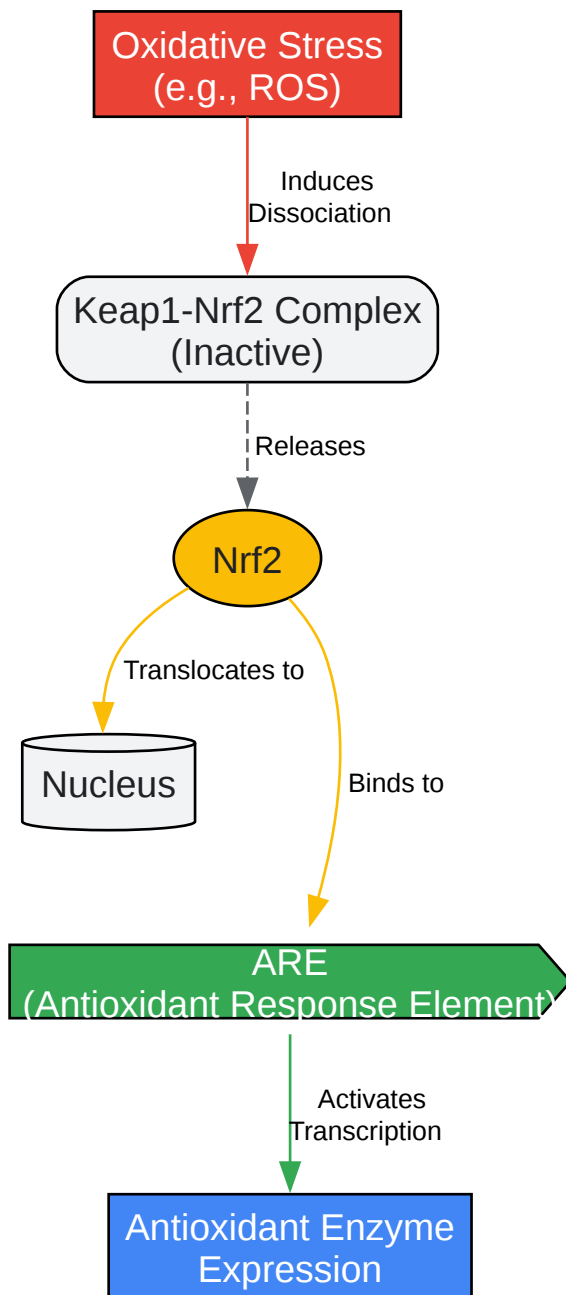 Oxidative Stress
(e.g., ROS)
Induces
Dissociation
Keap1-Nrf2 Complex
(Inactive)
Releases
Nrf2
Translocates to
Nucleus
Binds to
ARE
(Antioxidant Response Element)
Activates
Transcription
Antioxidant Enzyme
Expression